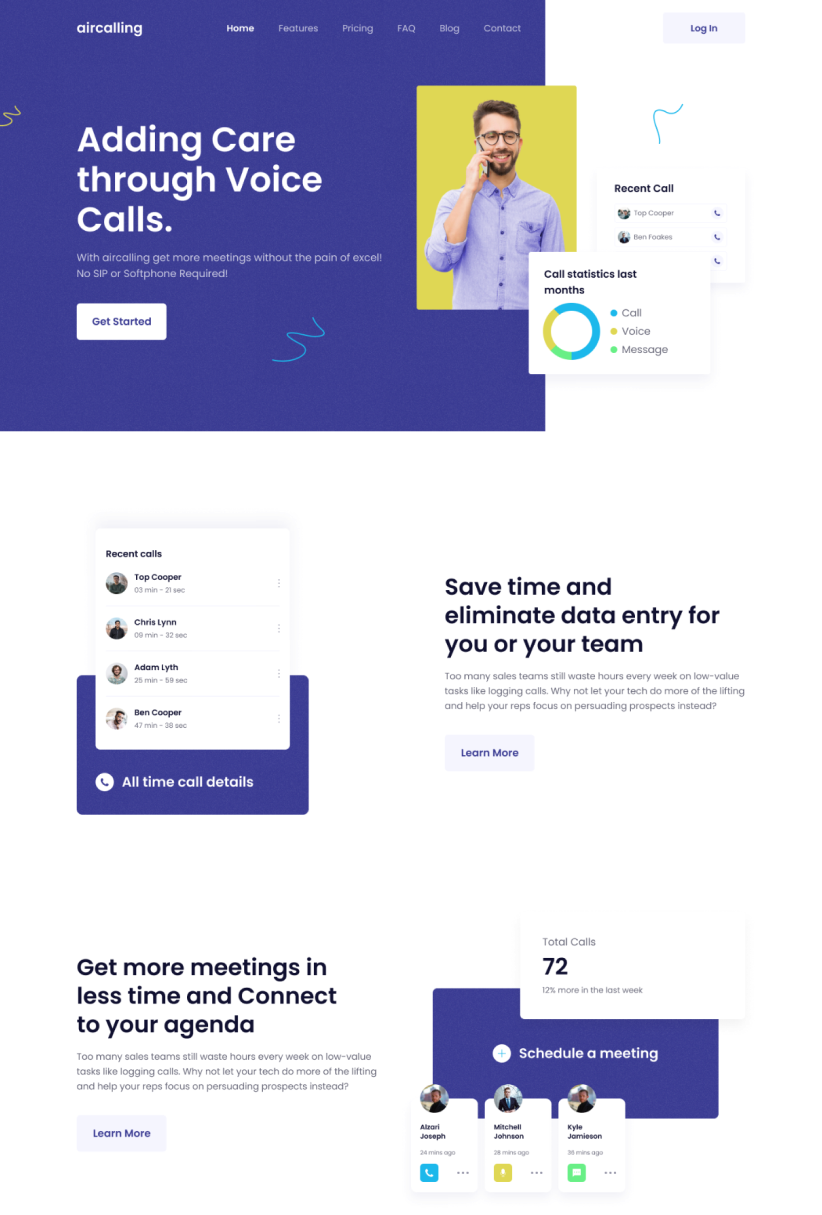 aircalling
Home
Features
Pricing
FAQ
Blog
Contact
Log In
Adding Care
through Voice
Calls.
With aircalling get more meetings without the pain of excel!
No SIP or Softphone Required!
Get Started
Recent Call
Top Cooper
Ben Foakes
Call statistics last
months
Call
Voice
Message
Recent calls
Top Cooper
03 min - 21 sec
Chris Lynn
09 min - 32 sec
Adam Lyth
25 min - 59 sec
Ben Cooper
47 min - 38 sec
All time call details
Save time and
eliminate data entry for
you or your team
Too many sales teams still waste hours every week on low-value
tasks like logging calls. Why not let your tech do more of the lifting
and help your reps focus on persuading prospects instead?
Learn More
Get more meetings in
less time and Connect
to your agenda
Too many sales teams still waste hours every week on low-value
tasks like logging calls. Why not let your tech do more of the lifting
and help your reps focus on persuading prospects instead?
Learn More
Total Calls
72
12% more in the last week
Schedule a meeting
Alzari
Joseph
24 mins ago
Mitchell
Johnson
28 mins ago
Kyle
Jamieson
36 mins ago